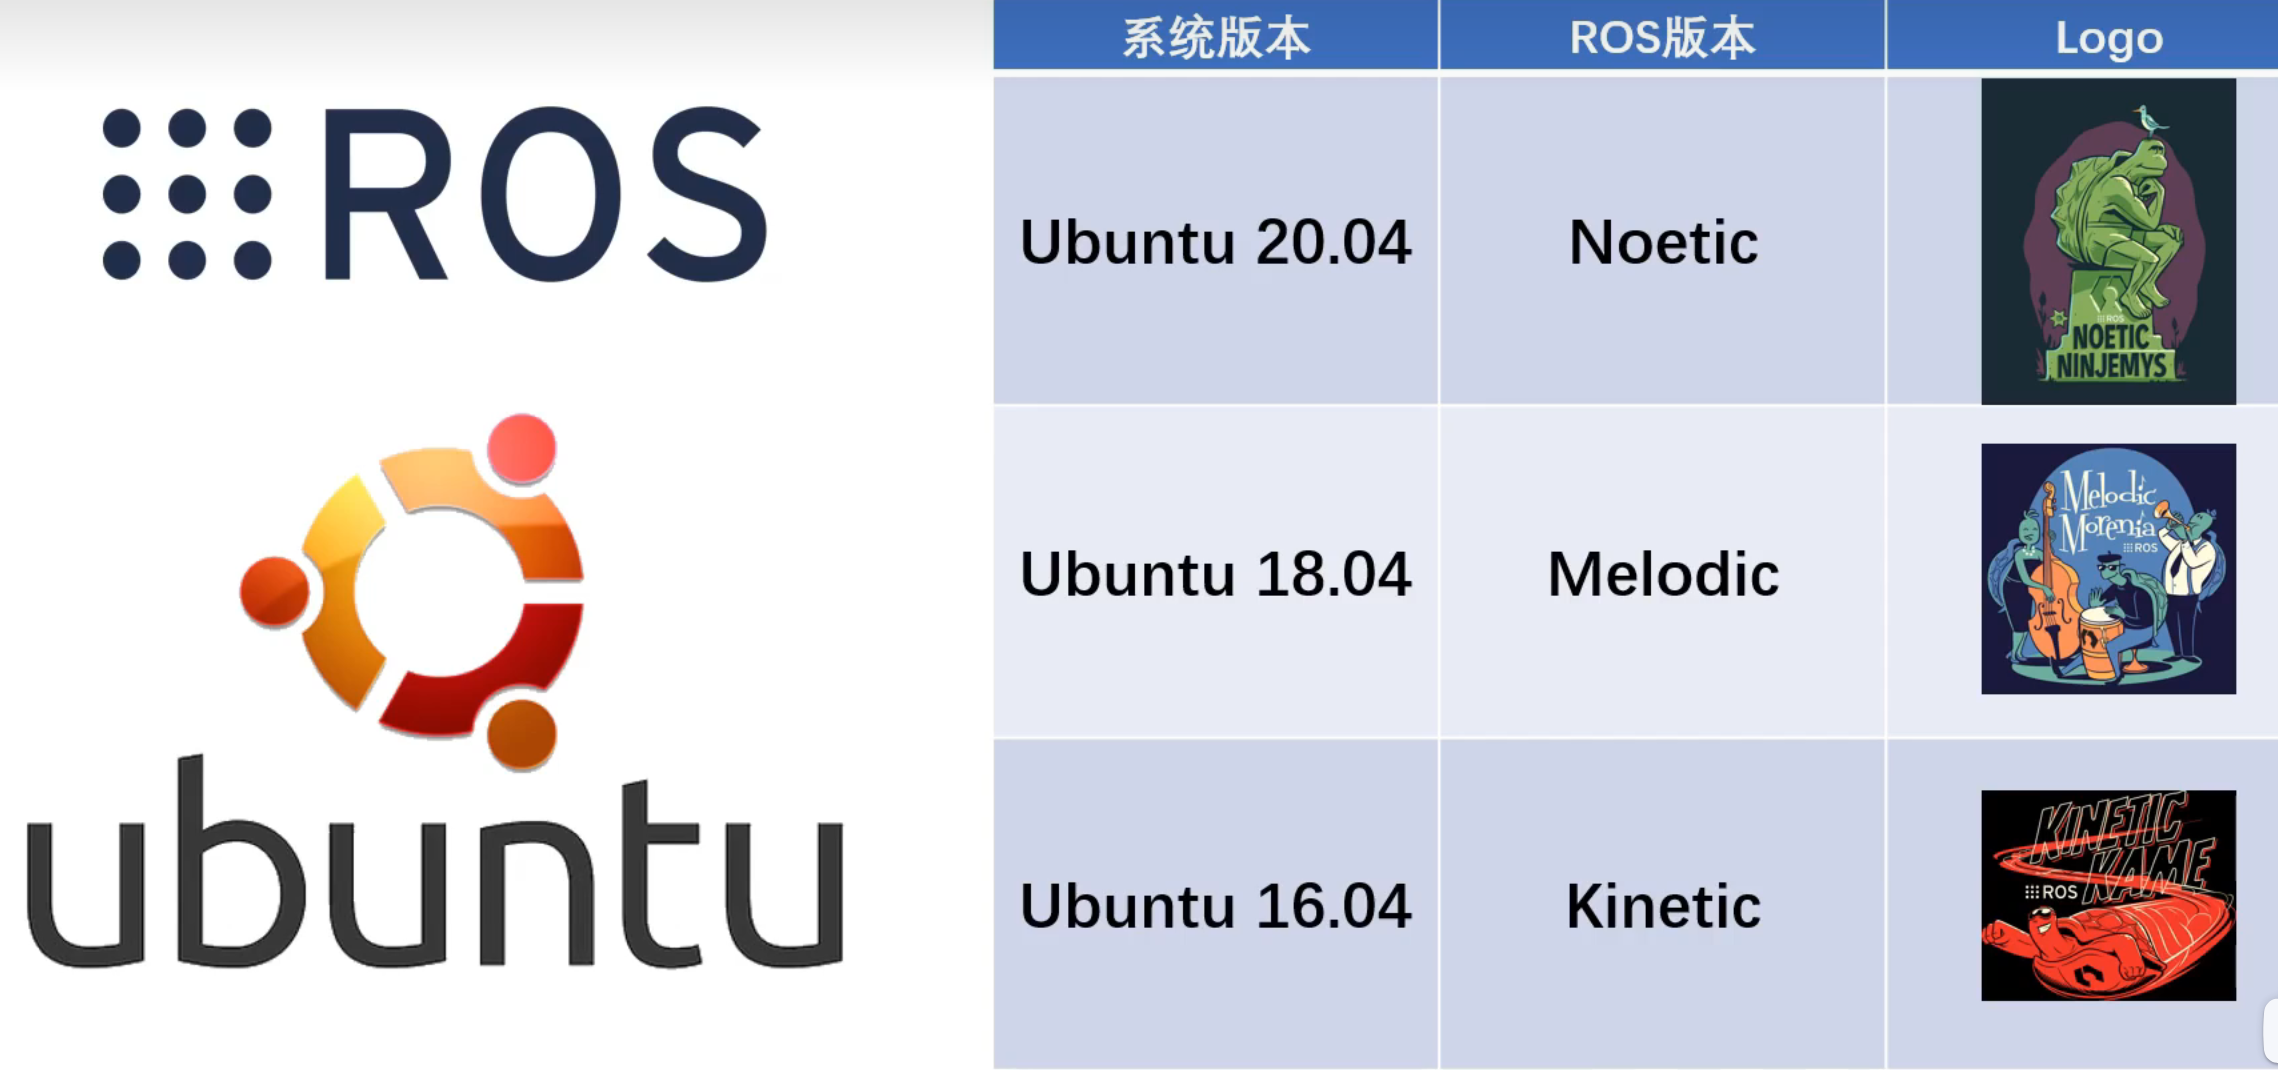 ROS
ubuntu
系统版本 ROS版本 Logo
Ubuntu 20.04 Noetic
ROS
NOETIC
NINJEMYS
Ubuntu 18.04 Melodic
Melodic
Morenia
ROS
Ubuntu 16.04 Kinetic
KINETIC
KAME
ROS